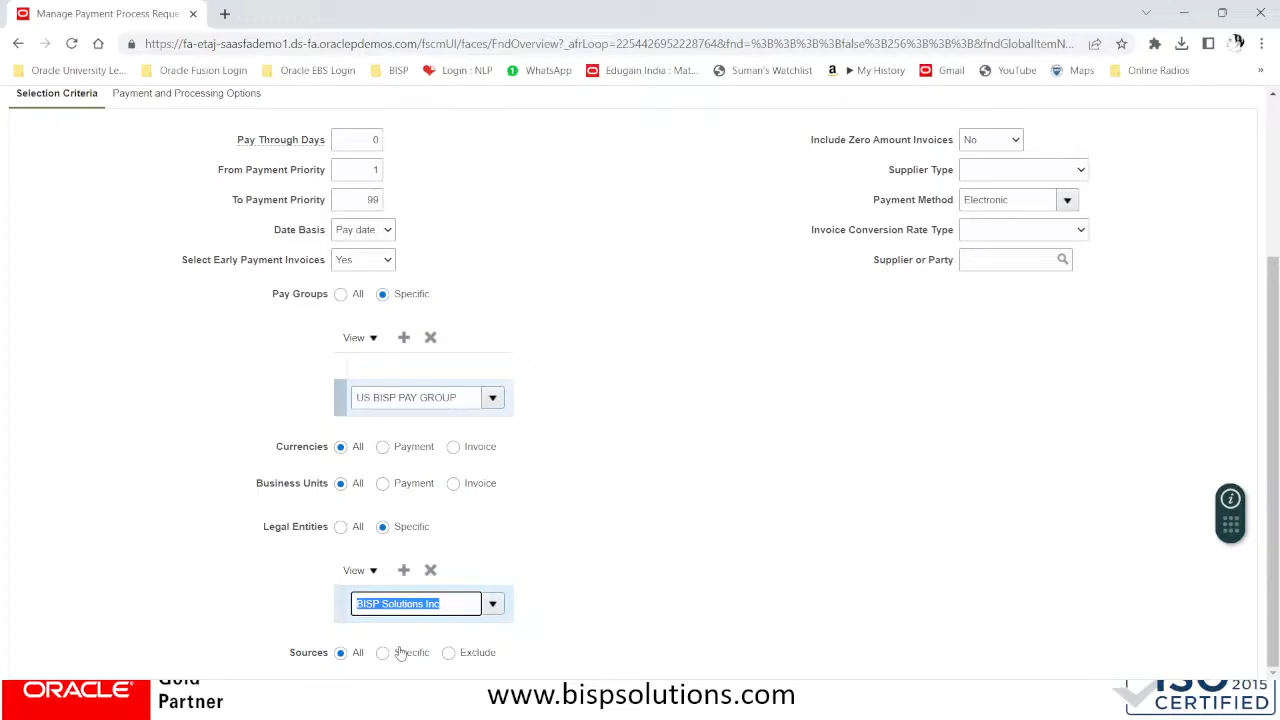 Manage Payment Process Reque
https://fa-etaj-saasfademo1.ds-fa.oraclepdemos.com/fscmUI/faces/FndOverview?_afrLoop=2254426952228764&fnd=%3B%3B%3B%3Bfalse%3B256%3B%3B%3B&fndGlobalItemN...
Oracle University Le... Oracle Fusion Login Oracle EBS Login BISP Login : NLP WhatsApp Edugain India : Mat... Suman's Watchlist ▶ My History Gmail YouTube Maps Online Radios »
Selection Criteria Payment and Processing Options
Pay Through Days 0 Include Zero Amount Invoices No
From Payment Priority 1 Supplier Type
To Payment Priority 99 Payment Method Electronic
Date Basis Pay date Invoice Conversion Rate Type
Select Early Payment Invoices Yes Supplier or Party
Pay Groups All Specific
View
US BISP PAY GROUP
Currencies All Payment Invoice
Business Units All Payment Invoice
Legal Entities All Specific
View
BISP Solutions Inc
Sources All Specific Exclude
ORACLE Gold Partner
www.bispsolutions.com
ISO 2015
CERTIFIED